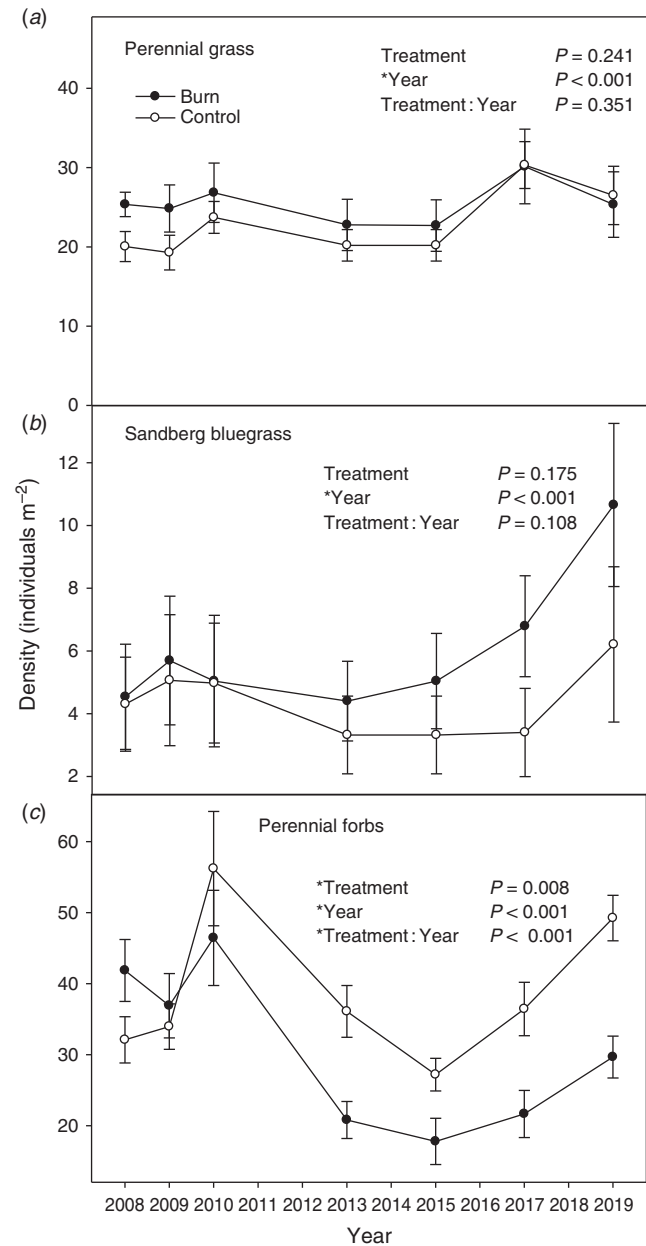 (a)
Perennial grass
Burn
Control
Treatment P = 0.241
*Year P < 0.001
Treatment : Year P = 0.351
40
30
20
10
0
(b)
Sandberg bluegrass
Treatment P = 0.175
*Year P < 0.001
Treatment : Year P = 0.108
12
10
8
6
4
2
Density (individuals m⁻²)
(c)
Perennial forbs
*Treatment P = 0.008
*Year P < 0.001
*Treatment : Year P < 0.001
60
50
40
30
20
2008 2009 2010 2011 2012 2013 2014 2015 2016 2017 2018 2019
Year